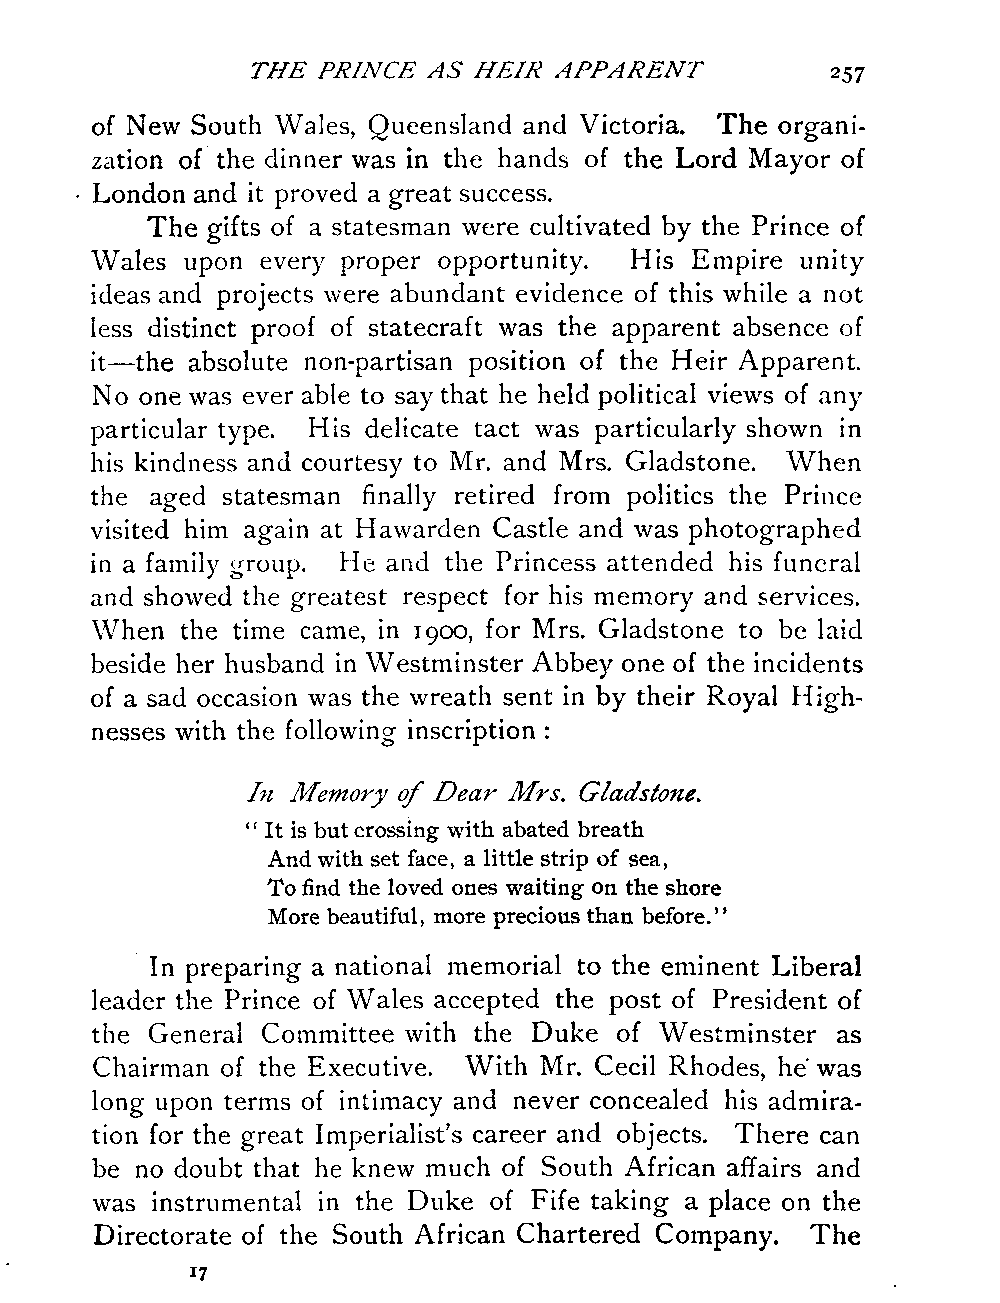 THE PRINCE AS HEIR APPARENT 257
of New South Wales, Queensland and Victoria. The organi-
zation of the dinner was in the hands of the Lord Mayor of
London and it proved a great success.
The gifts of a statesman were cultivated by the Prince of
Wales upon every proper opportunity. His Empire unity
ideas and projects were abundant evidence of this while a not
less distinct proof of statecraft was the apparent absence of
it—the absolute non-partisan position of the Heir Apparent.
No one was ever able to say that he held political views of any
particular type. His delicate tact was particularly shown in
his kindness and courtesy to Mr. and Mrs. Gladstone. When
the aged statesman finally retired from politics the Prince
visited him again at Hawarden Castle and was photographed
in a family group. He and the Princess attended his funeral
and showed the greatest respect for his memory and services.
When the time came, in 1900, for Mrs. Gladstone to be laid
beside her husband in Westminster Abbey one of the incidents
of a sad occasion was the wreath sent in by their Royal High-
nesses with the following inscription :
In Memory of Dear Mrs. Gladstone.
“ It is but crossing with abated breath
And with set face, a little strip of sea,
To find the loved ones waiting on the shore
More beautiful, more precious than before.”
In preparing a national memorial to the eminent Liberal
leader the Prince of Wales accepted the post of President of
the General Committee with the Duke of Westminster as
Chairman of the Executive. With Mr. Cecil Rhodes, he was
long upon terms of intimacy and never concealed his admira-
tion for the great Imperialist's career and objects. There can
be no doubt that he knew much of South African affairs and
was instrumental in the Duke of Fife taking a place on the
Directorate of the South African Chartered Company. The
17